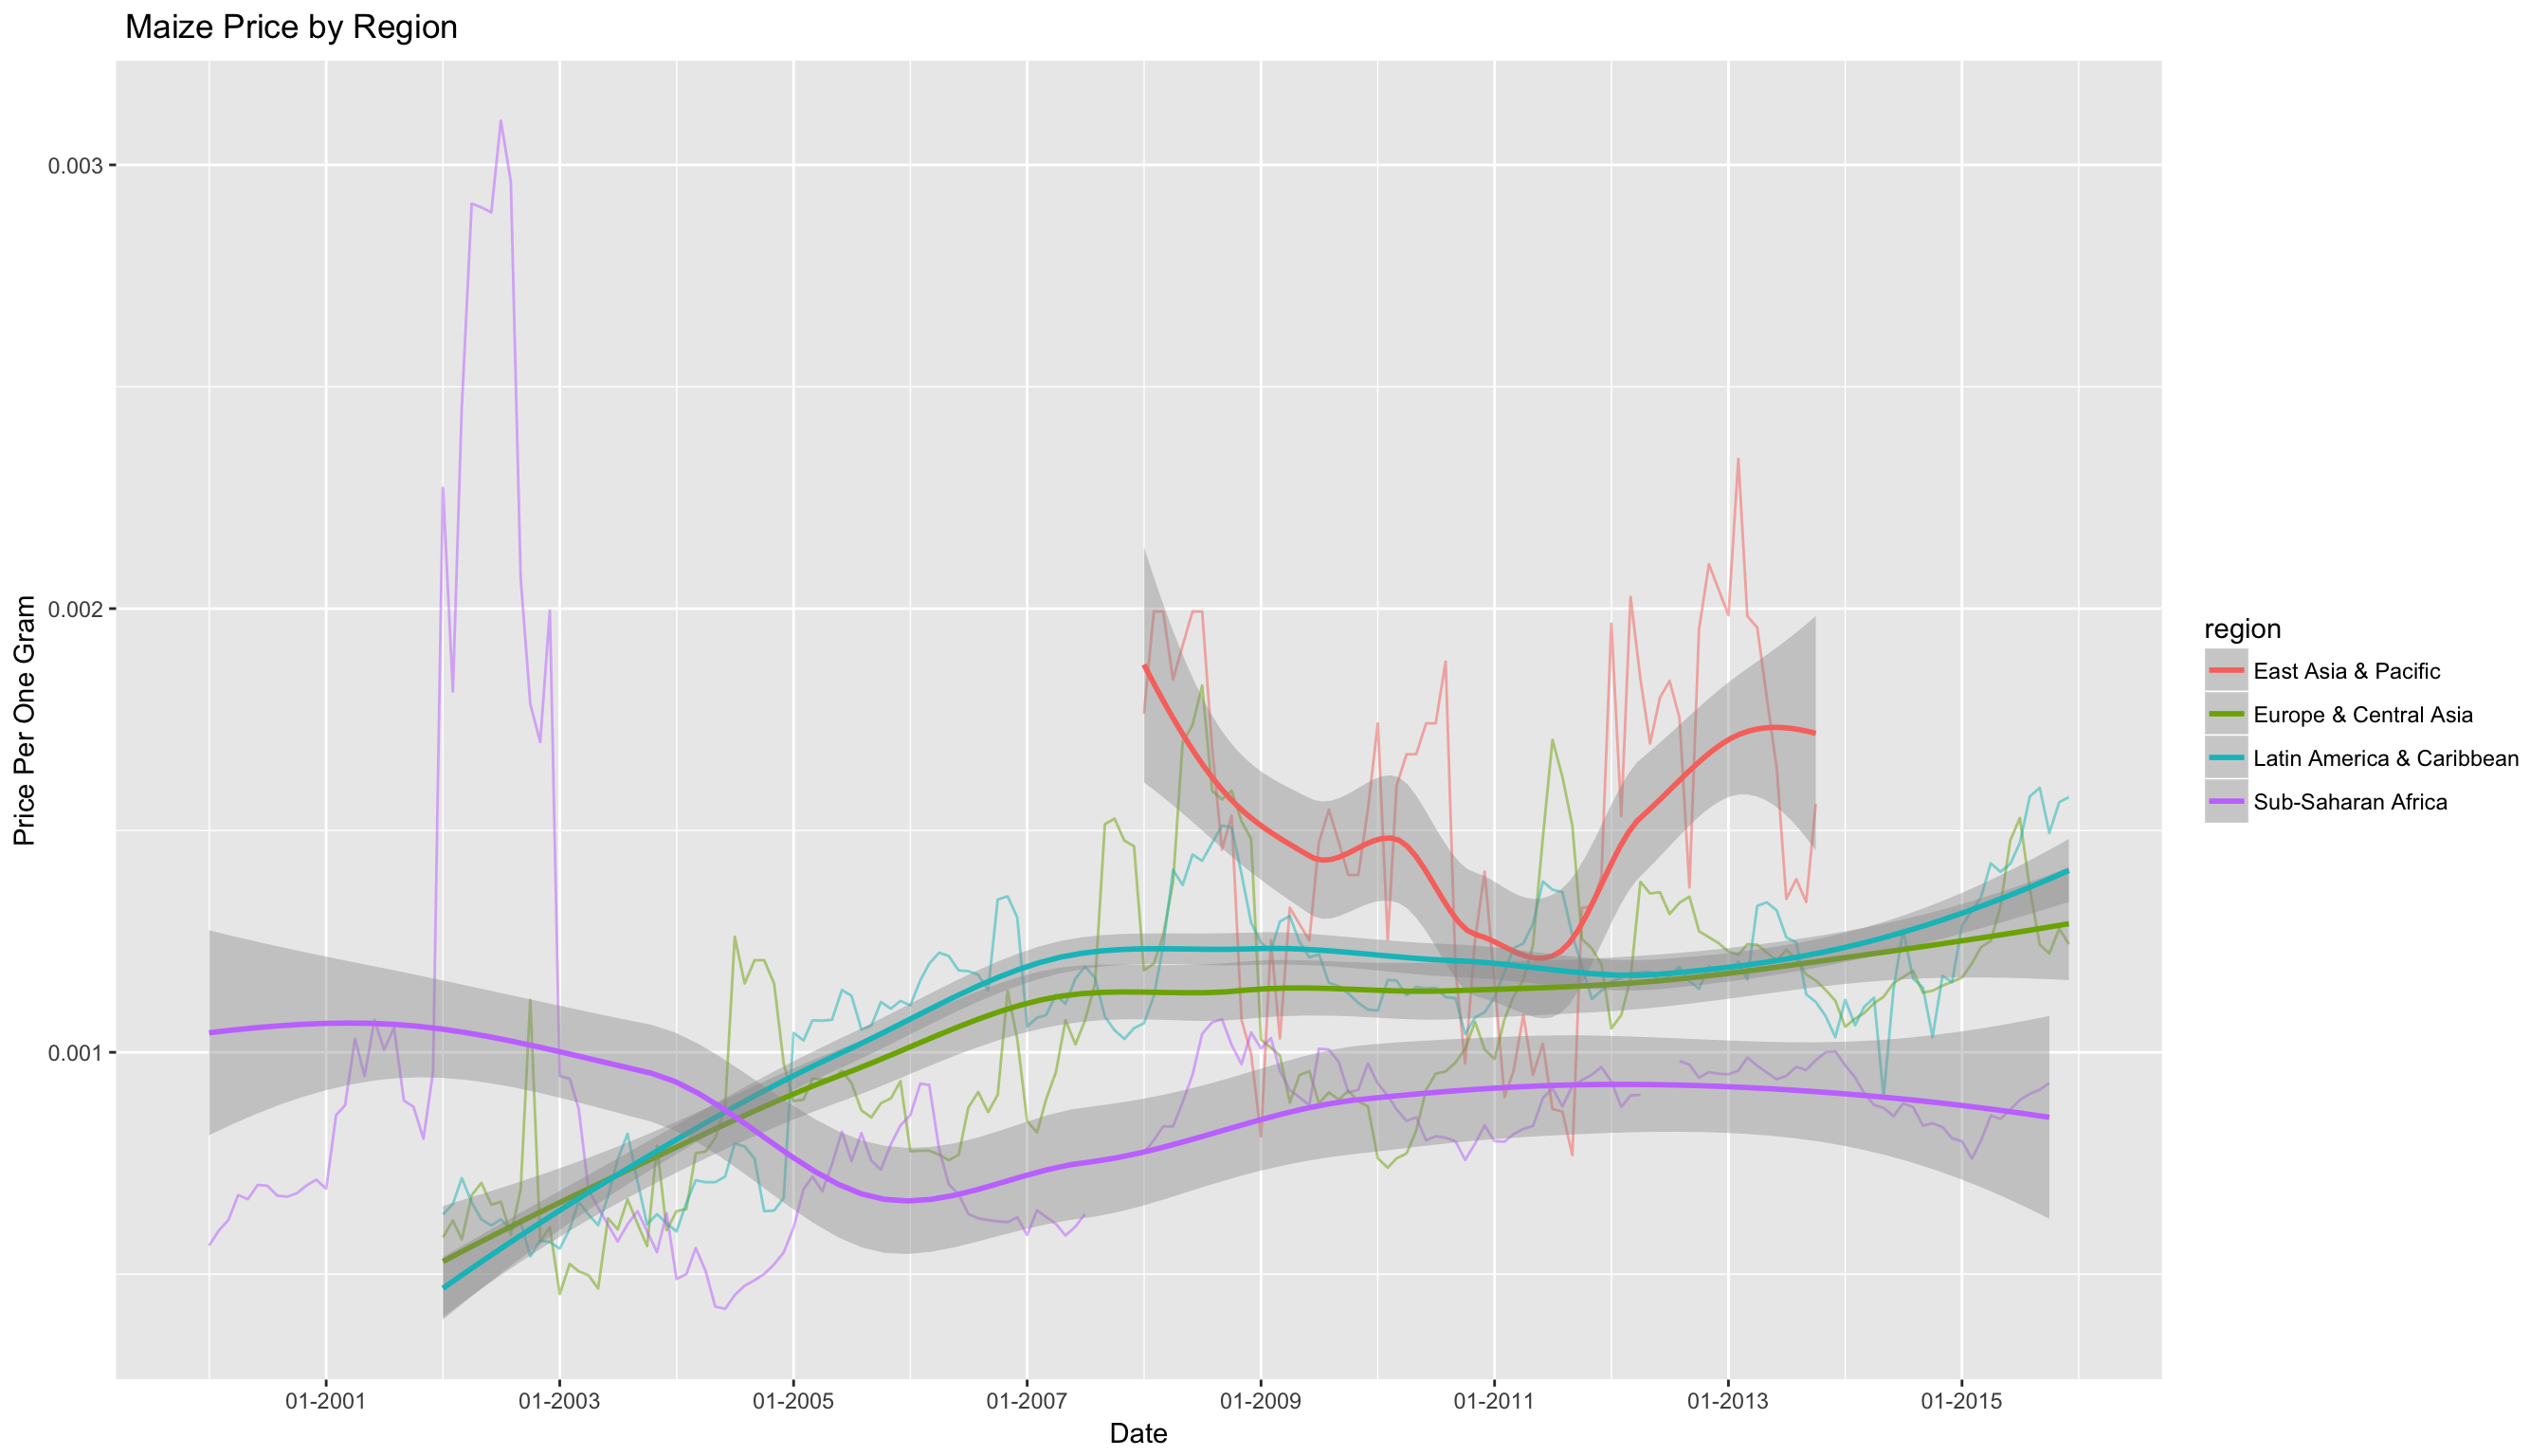 Maize Price by Region
Price Per One Gram
0.003
0.002
0.001
01-2001
01-2003
01-2005
01-2007
01-2009
01-2011
01-2013
01-2015
Date
region
East Asia & Pacific
Europe & Central Asia
Latin America & Caribbean
Sub-Saharan Africa